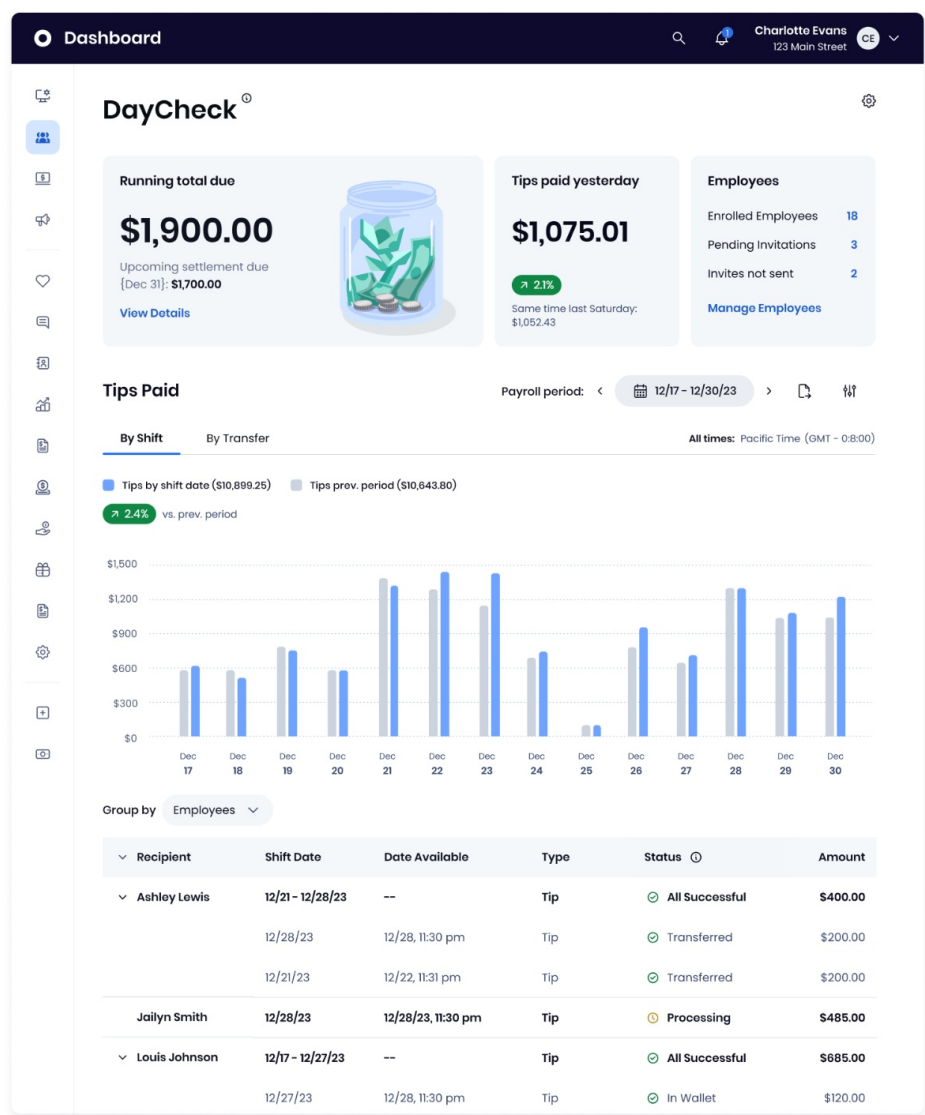 Dashboard
1
Charlotte Evans
123 Main Street
CE
DayCheck
Running total due
$1,900.00
Upcoming settlement due
{Dec 31}: $1,700.00
View Details
Tips paid yesterday
$1,075.01
2.1%
Same time last Saturday:
$1,052.43
Employees
Enrolled Employees 18
Pending Invitations 3
Invites not sent 2
Manage Employees
Tips Paid
Payroll period: 12/17 - 12/30/23
By Shift By Transfer
All times: Pacific Time (GMT - 0:8:00)
Tips by shift date ($10,899.25) Tips prev. period ($10,643.80)
2.4% vs. prev. period
$1,500
$1,200
$900
$600
$300
$0
Dec Dec Dec Dec Dec Dec Dec Dec Dec Dec Dec Dec Dec Dec
17 18 19 20 21 22 23 24 25 26 27 28 29 30
Group by Employees
Recipient Shift Date Date Available Type Status Amount
Ashley Lewis 12/21 - 12/28/23 -- Tip All Successful $400.00
12/28/23 12/28, 11:30 pm Tip Transferred $200.00
12/21/23 12/22, 11:31 pm Tip Transferred $200.00
Jailyn Smith 12/28/23 12/28/23, 11:30 pm Tip Processing $485.00
Louis Johnson 12/17 - 12/27/23 -- Tip All Successful $685.00
12/27/23 12/28, 11:30 pm Tip In Wallet $120.00